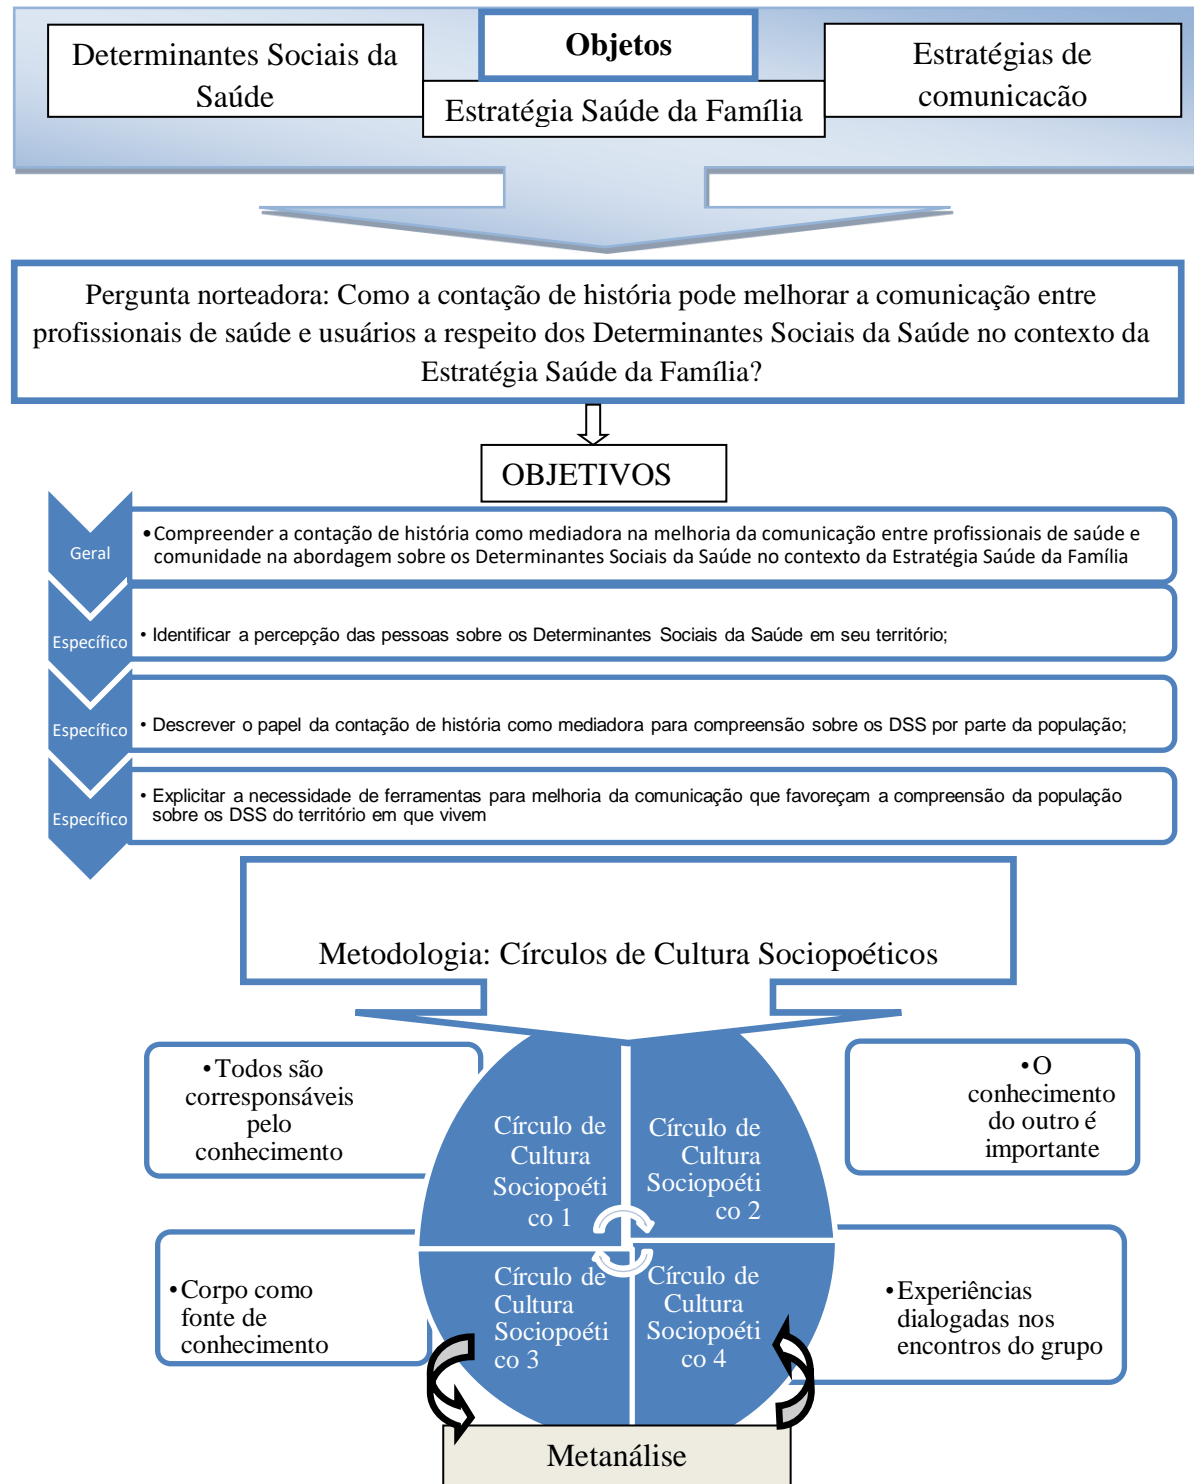 Objetos
Determinantes Sociais da
Saúde
Estratégia Saúde da Família
Estratégias de
comunicacão
Pergunta norteadora: Como a contação de história pode melhorar a comunicação entre
profissionais de saúde e usuários a respeito dos Determinantes Sociais da Saúde no contexto da
Estratégia Saúde da Família?
OBJETIVOS
Geral
•Compreender a contação de história como mediadora na melhoria da comunicação entre profissionais de saúde e
comunidade na abordagem sobre os Determinantes Sociais da Saúde no contexto da Estratégia Saúde da Família
Específico
• Identificar a percepção das pessoas sobre os Determinantes Sociais da Saúde em seu território;
Específico
• Descrever o papel da contação de história como mediadora para compreensão sobre os DSS por parte da população;
Específico
• Explicitar a necessidade de ferramentas para melhoria da comunicação que favoreçam a compreensão da população
sobre os DSS do território em que vivem
Metodologia: Círculos de Cultura Sociopoéticos
•Todos são
corresponsáveis
pelo
conhecimento
•O
conhecimento
do outro é
importante
Círculo de
Cultura
Sociopoéti
co 1
Círculo de
Cultura
Sociopoéti
co 2
•Corpo como
fonte de
conhecimento
Círculo de
Cultura
Sociopoéti
co 3
Círculo de
Cultura
Sociopoéti
co 4
•Experiências
dialogadas nos
encontros do grupo
Metanálise